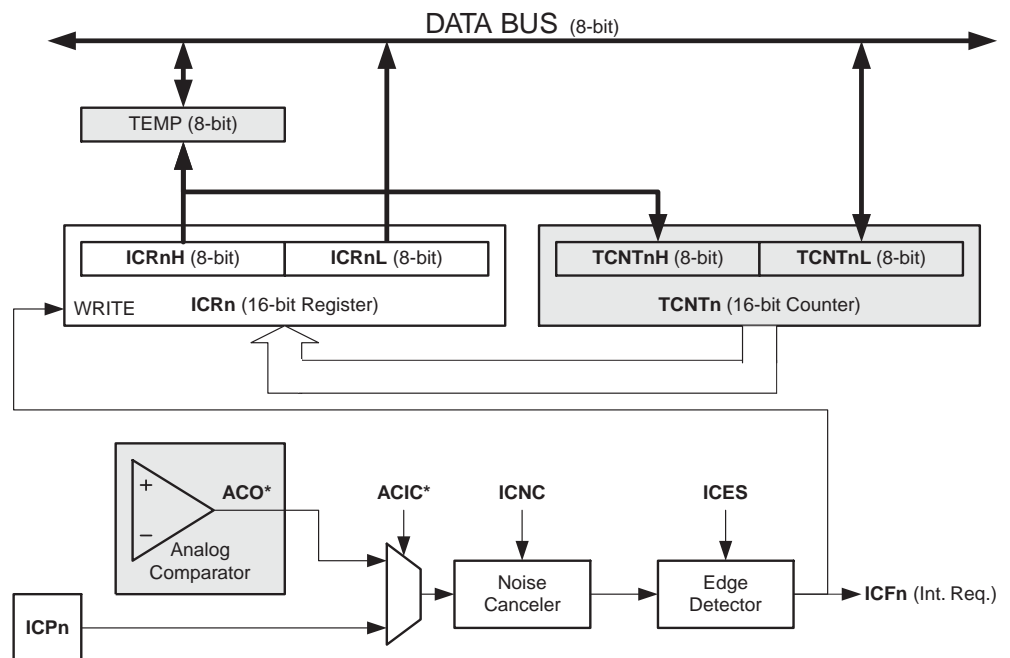 DATA BUS (8-bit)
TEMP (8-bit)
ICRnH (8-bit)
ICRnL (8-bit)
WRITE
ICRn (16-bit Register)
TCNTnH (8-bit)
TCNTnL (8-bit)
TCNTn (16-bit Counter)
+
−
ACO*
Analog
Comparator
ACIC*
ICNC
ICES
Noise
Canceler
Edge
Detector
ICFn (Int. Req.)
ICPn